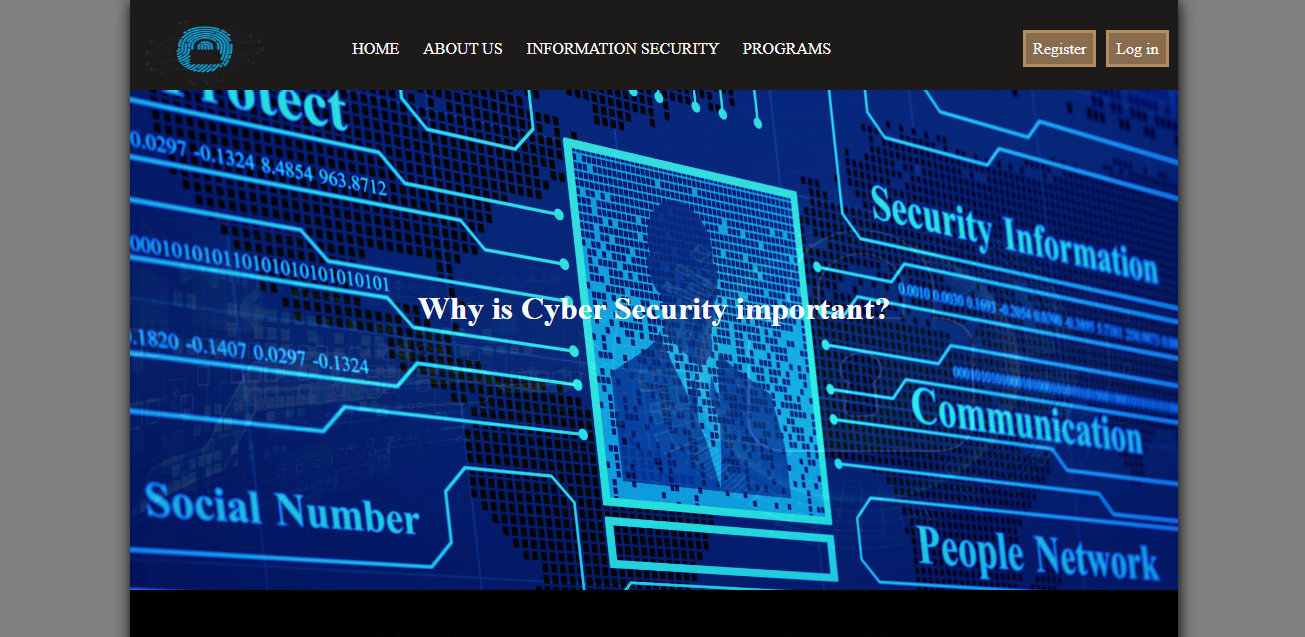 HOME ABOUT US INFORMATION SECURITY PROGRAMS Register Log in
Protect
0.0297 -0.1324 8.4854 963.8712
Security Information
Why is Cyber Security important?
.1820 -0.1407 0.0297 -0.1324
Communication
Social Number
People Network